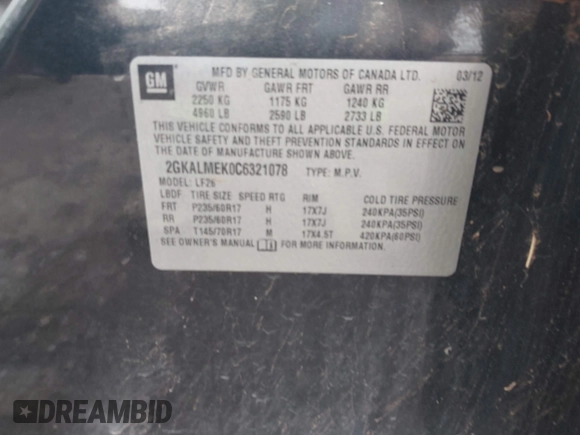 GM
MFD BY GENERAL MOTORS OF CANADA LTD. 03/12
GVWR GAWR FRT GAWR RR
2250 KG 1175 KG 1240 KG
4960 LB 2590 LB 2733 LB
THIS VEHICLE CONFORMS TO ALL APPLICABLE U.S. FEDERAL MOTOR
VEHICLE SAFETY AND THEFT PREVENTION STANDARDS IN EFFECT ON
THE DATE OF MANUFACTURE SHOWN ABOVE.
2GKALMEK0C6321078 TYPE: M.P.V.
MODEL: LF26
LBDF TIRE SIZE SPEED RTG RIM COLD TIRE PRESSURE
FRT P235/60R17 H 17X7J 240KPA(35PSI)
RR P235/60R17 H 17X7J 240KPA(35PSI)
SPA T145/70R17 M 17X4.5T 420KPA(60PSI)
SEE OWNER'S MANUAL FOR MORE INFORMATION.
DREAMBID